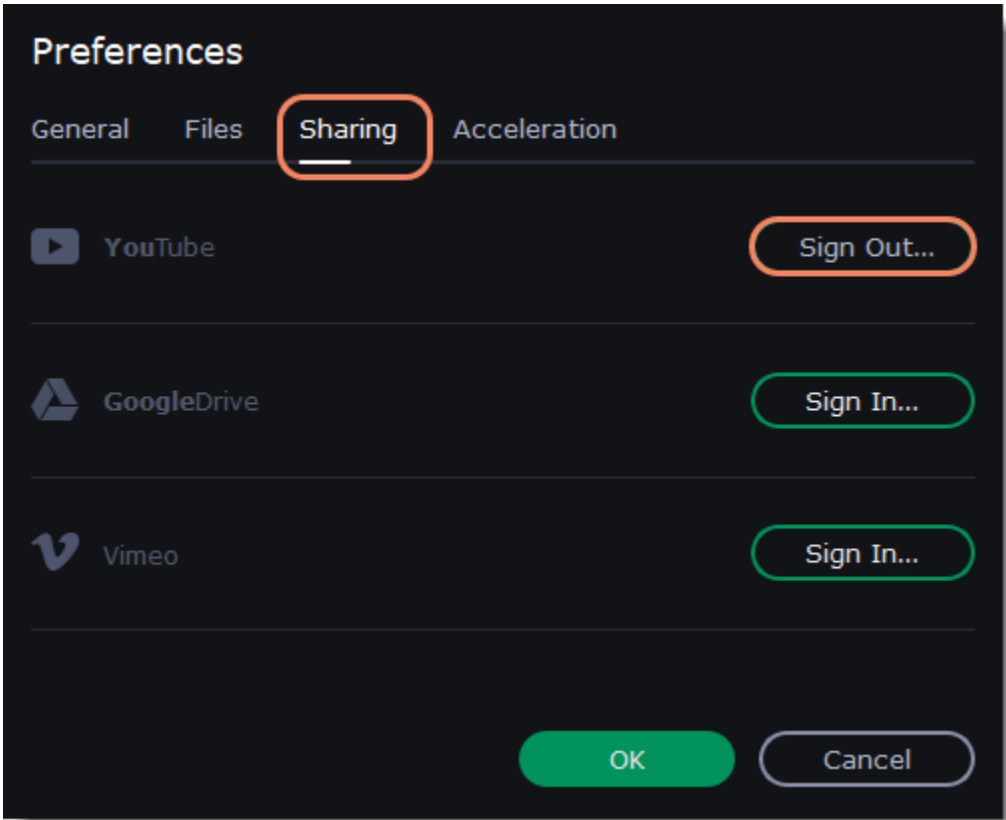 Preferences
General Files Sharing Acceleration
YouTube Sign Out...
GoogleDrive Sign In...
Vimeo Sign In...
OK Cancel